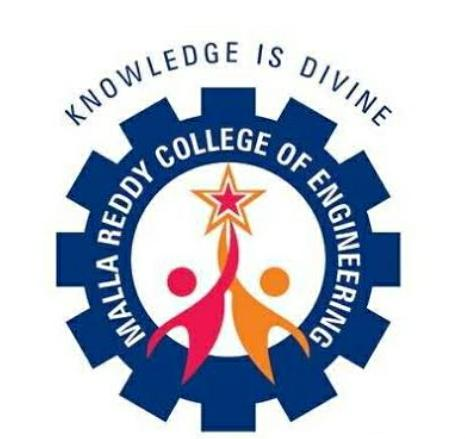 KNOWLEDGE IS DIVINE
MALLA REDDY COLLEGE OF ENGINEERING